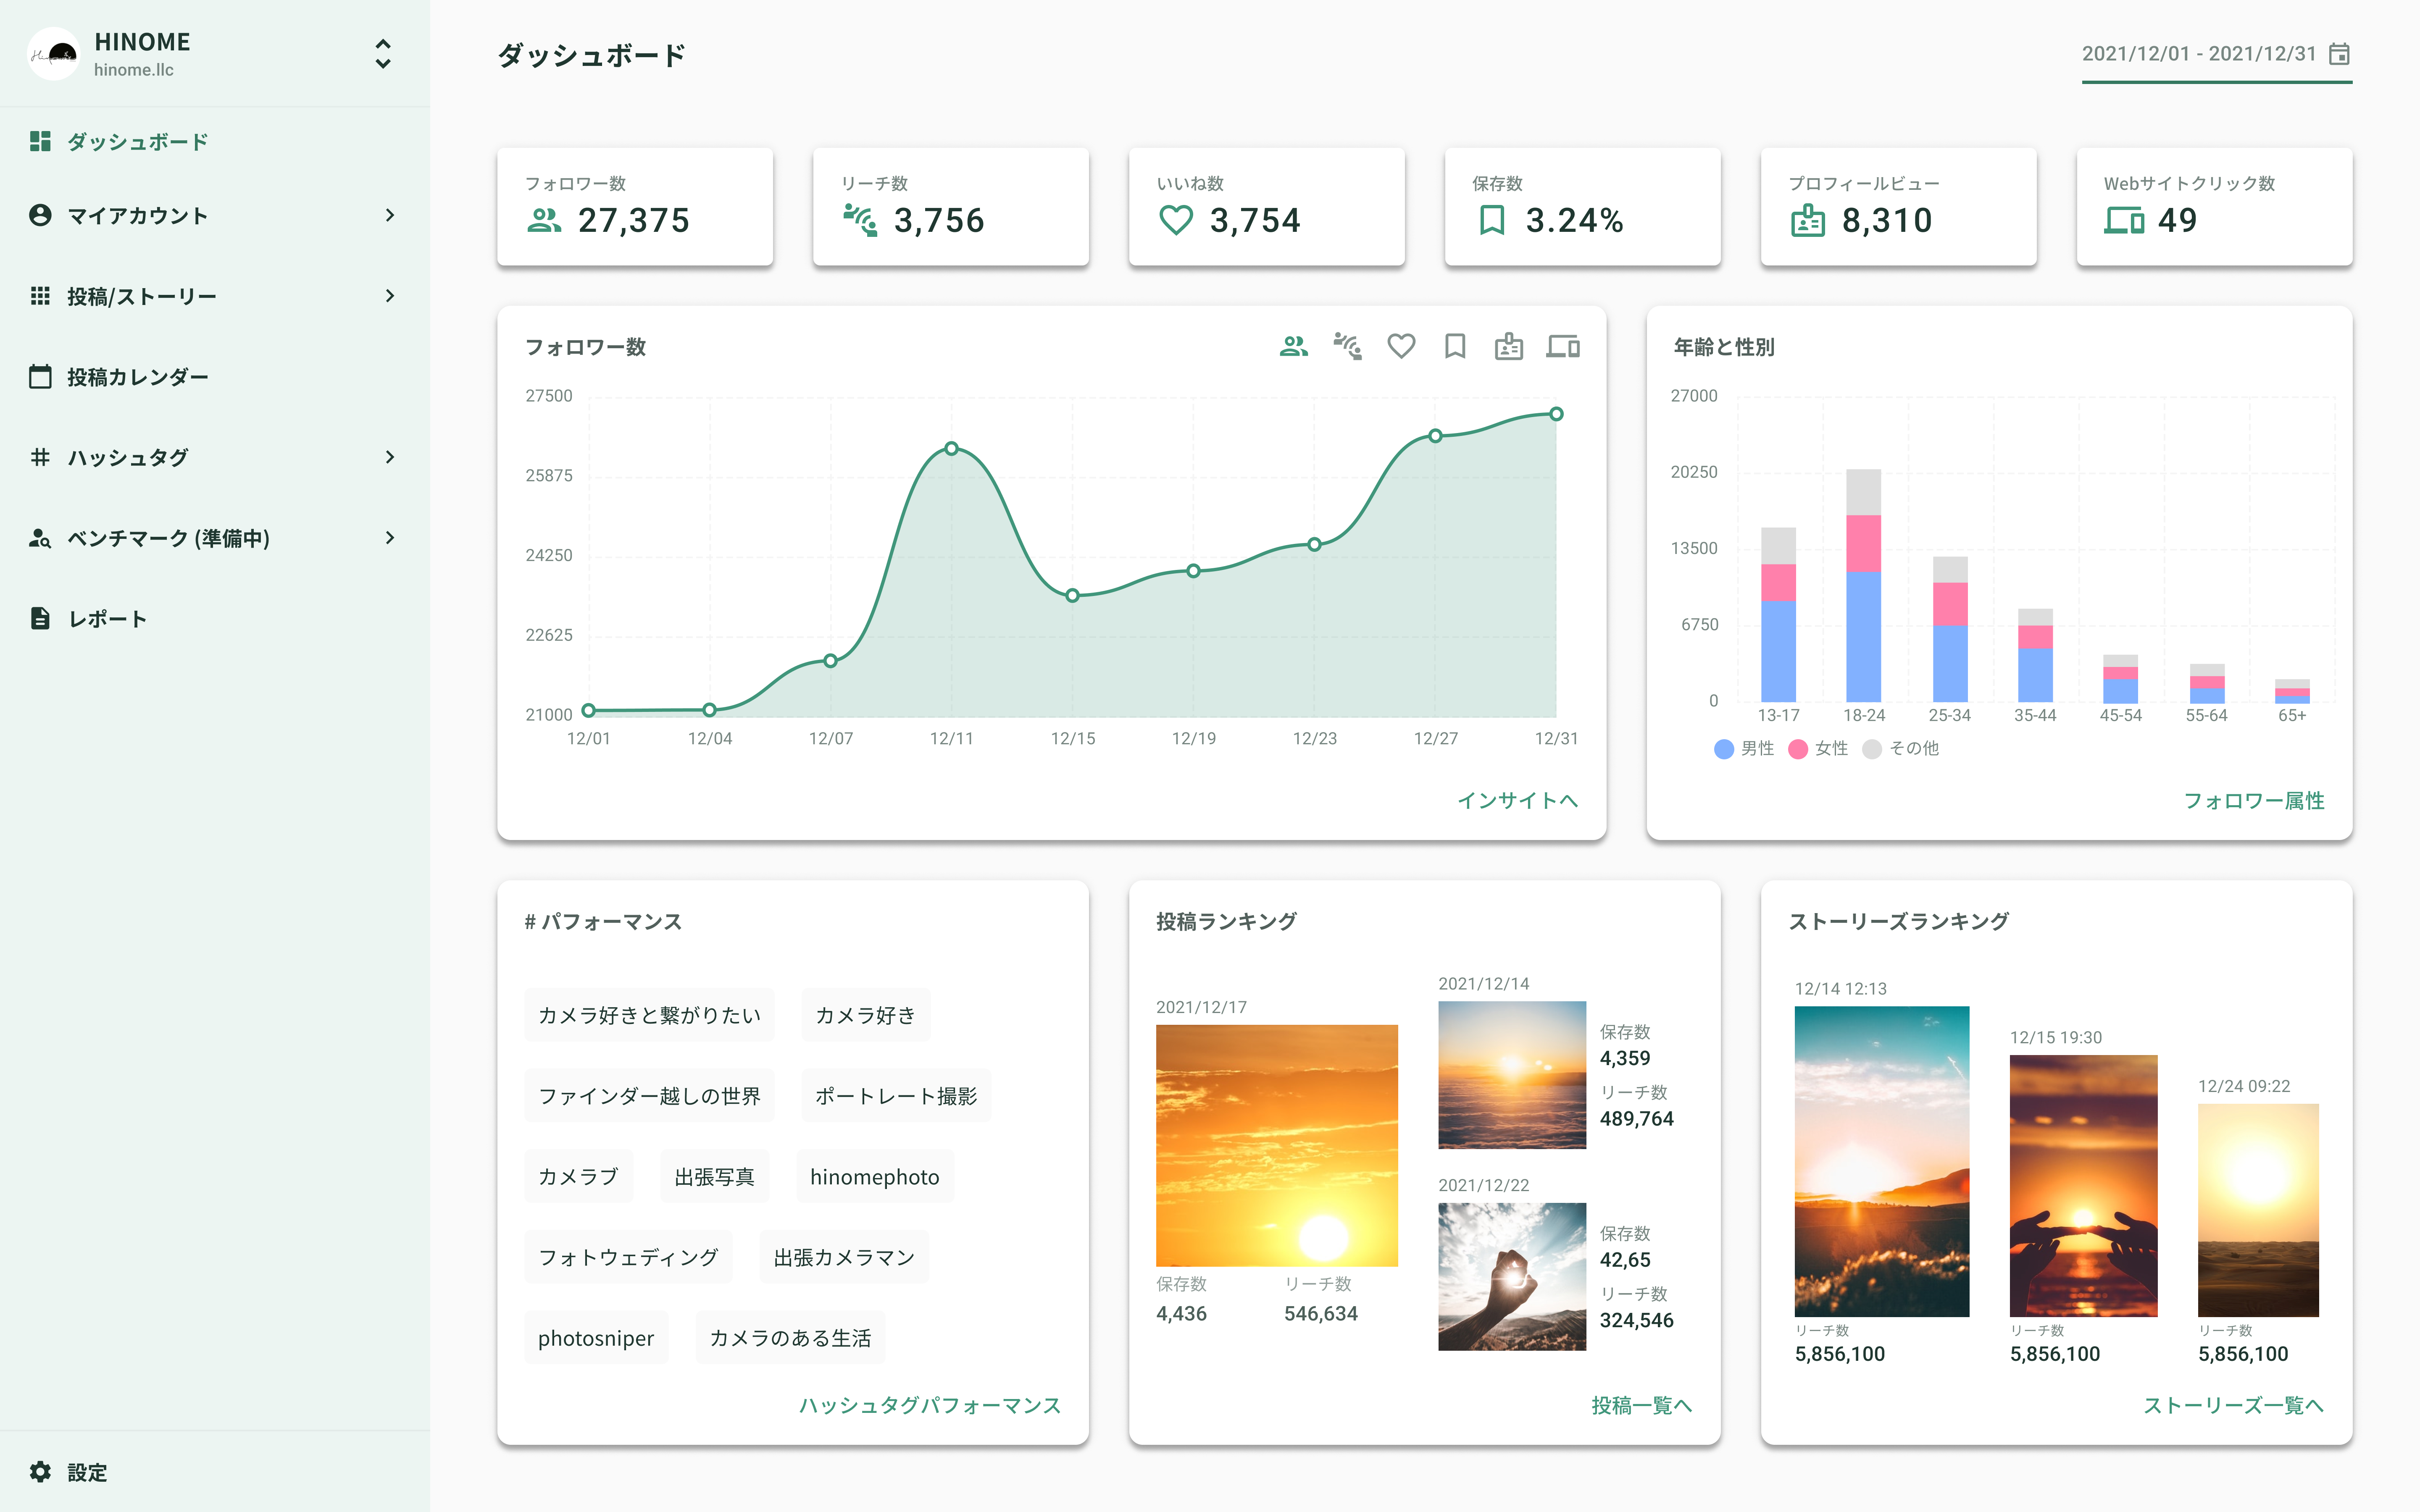 HINOME
hinome.llc
ダッシュボード
マイアカウント
投稿/ストーリー
投稿カレンダー
ハッシュタグ
ベンチマーク (準備中)
レポート
設定
ダッシュボード
2021/12/01 - 2021/12/31
フォロワー数
27,375
リーチ数
3,756
いいね数
3,754
保存数
3.24%
プロフィールビュー
8,310
Webサイトクリック数
49
フォロワー数
27500
25875
24250
22625
21000
12/01 12/04 12/07 12/11 12/15 12/19 12/23 12/27 12/31
インサイトへ
年齢と性別
27000
20250
13500
6750
0
13-17 18-24 25-34 35-44 45-54 55-64 65+
男性 女性 その他
フォロワー属性
# パフォーマンス
カメラ好きと繋がりたい カメラ好き
ファインダー越しの世界 ポートレート撮影
カメラブ 出張写真 hinomephoto
フォトウェディング 出張カメラマン
photosniper カメラのある生活
ハッシュタグパフォーマンス
投稿ランキング
2021/12/17
保存数 リーチ数
4,436 546,634
2021/12/14
保存数
4,359
リーチ数
489,764
2021/12/22
保存数
42,65
リーチ数
324,546
投稿一覧へ
ストーリーズランキング
12/14 12:13
リーチ数
5,856,100
12/15 19:30
リーチ数
5,856,100
12/24 09:22
リーチ数
5,856,100
ストーリーズ一覧へ